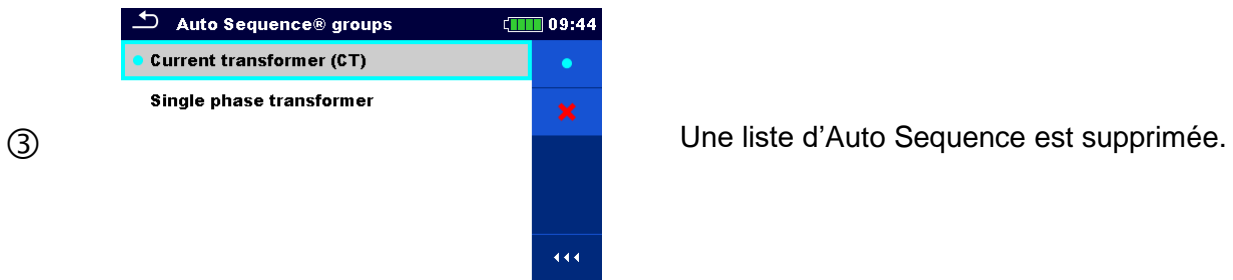 Auto Sequence® groups 09:44
Current transformer (CT)
Single phase transformer
③
Une liste d’Auto Sequence est supprimée.